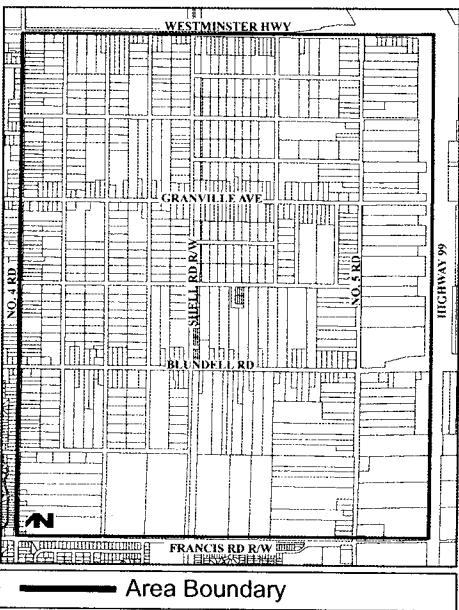 WESTMINSTER HWY
GRANVILLE AVE
NO. 4 RD
SHELL RD R/W
NO. 5 RD
HIGHWAY 99
BLUNDELL RD
N
FRANCIS RD R/W
Area Boundary